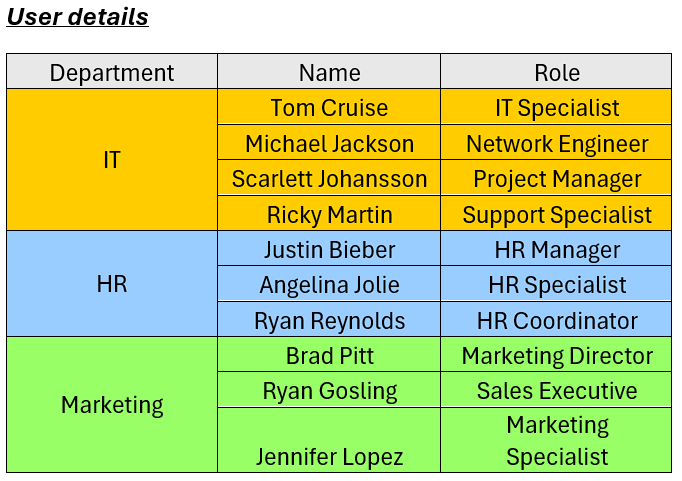 User details
Department Name Role
IT
Tom Cruise IT Specialist
Michael Jackson Network Engineer
Scarlett Johansson Project Manager
Ricky Martin Support Specialist
HR
Justin Bieber HR Manager
Angelina Jolie HR Specialist
Ryan Reynolds HR Coordinator
Marketing
Brad Pitt Marketing Director
Ryan Gosling Sales Executive
Jennifer Lopez Marketing
Specialist